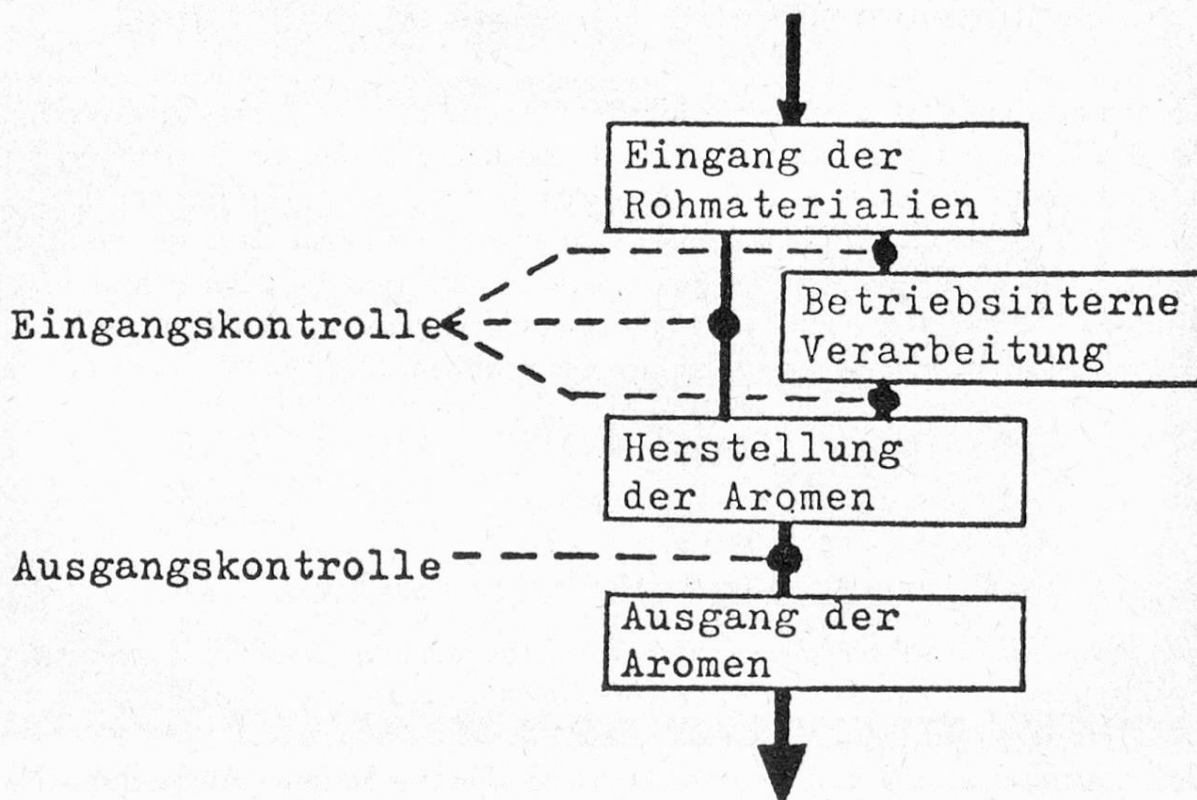 Eingang der
Rohmaterialien
Betriebsinterne
Verarbeitung
Eingangskontrolle
Herstellung
der Aromen
Ausgangskontrolle
Ausgang der
Aromen